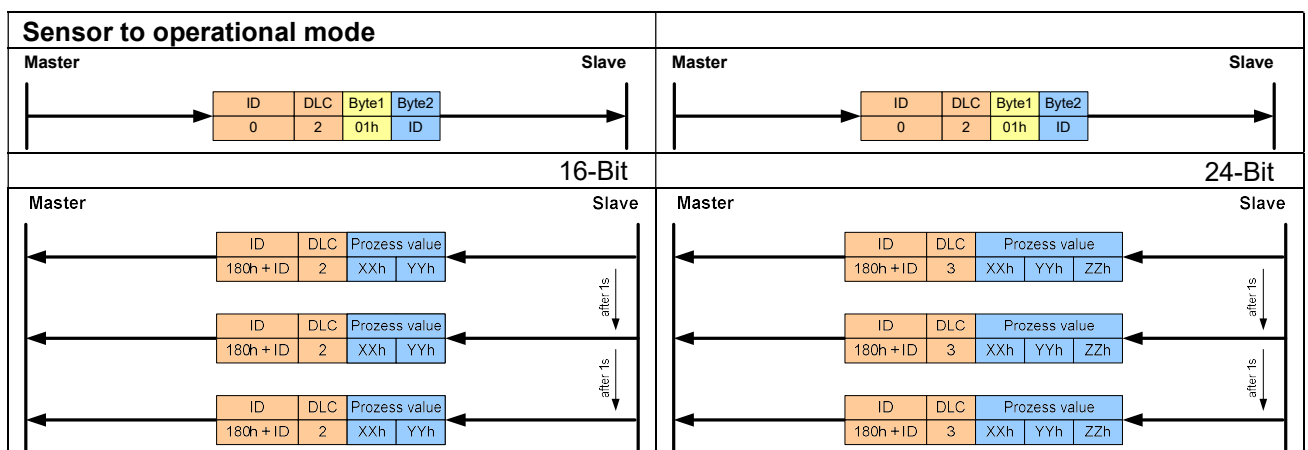 Sensor to operational mode
Master Slave Master Slave
ID DLC Byte1 Byte2 ID DLC Byte1 Byte2
0 2 01h ID 0 2 01h ID
16-Bit 24-Bit
Master Slave Master Slave
ID DLC Prozess value ID DLC Prozess value
180h + ID 2 XXh YYh 180h + ID 3 XXh YYh ZZh
after 1s after 1s
ID DLC Prozess value ID DLC Prozess value
180h + ID 2 XXh YYh 180h + ID 3 XXh YYh ZZh
after 1s after 1s
ID DLC Prozess value ID DLC Prozess value
180h + ID 2 XXh YYh 180h + ID 3 XXh YYh ZZh